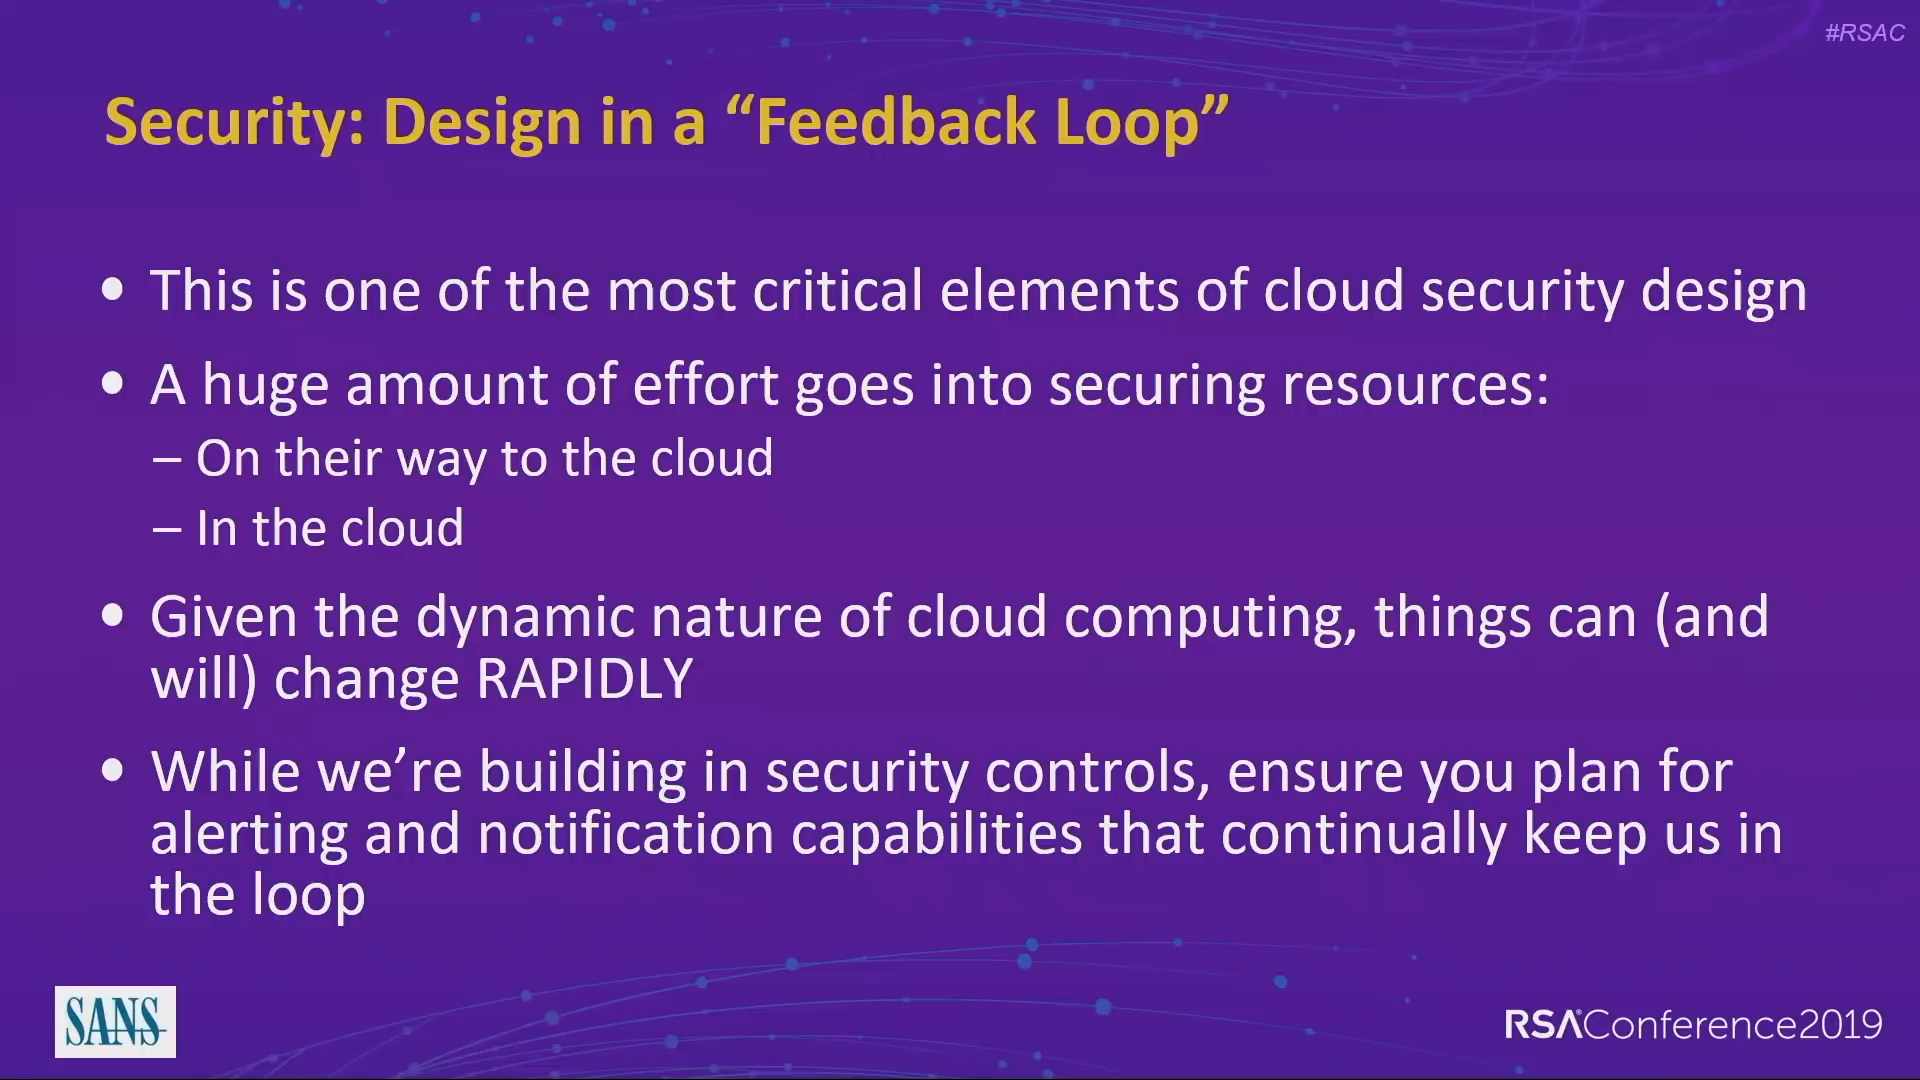 #RSAC
Security: Design in a “Feedback Loop”
• This is one of the most critical elements of cloud security design
• A huge amount of effort goes into securing resources:
– On their way to the cloud
– In the cloud
• Given the dynamic nature of cloud computing, things can (and
will) change RAPIDLY
• While we’re building in security controls, ensure you plan for
alerting and notification capabilities that continually keep us in
the loop
SANS
RSAConference2019